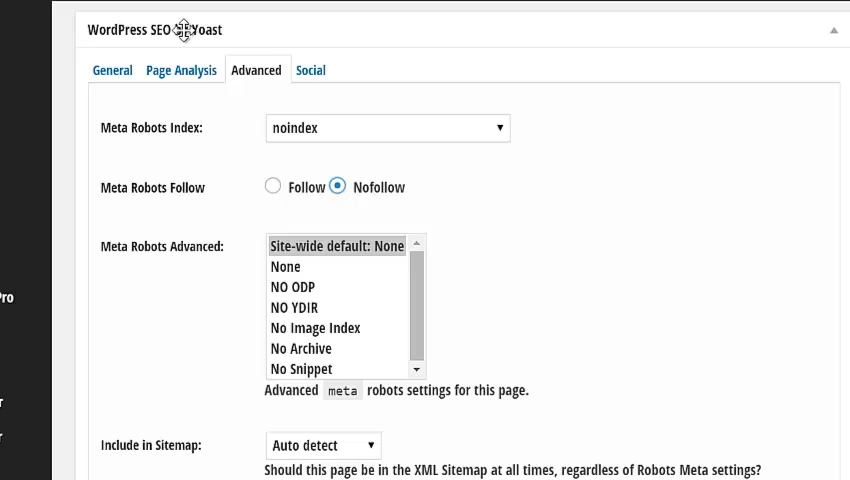 WordPress SEO Yoast
General Page Analysis Advanced Social
Meta Robots Index: noindex
Meta Robots Follow Follow Nofollow
Meta Robots Advanced: Site-wide default: None
None
NO ODP
NO YDIR
No Image Index
No Archive
No Snippet
Pro
Advanced meta robots settings for this page.
r
r
Include in Sitemap: Auto detect
Should this page be in the XML Sitemap at all times, regardless of Robots Meta settings?